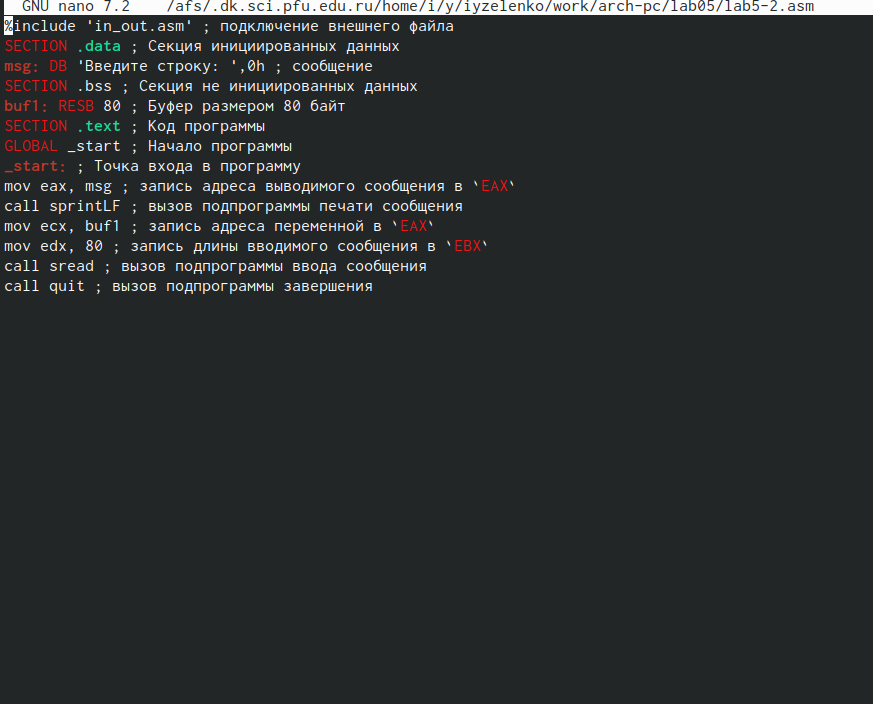 GNU nano 7.2 /afs/.dk.sci.pfu.edu.ru/home/i/y/iyzelenko/work/arch-pc/lab05/lab5-2.asm
%include 'in_out.asm' ; подключение внешнего файла
SECTION .data ; Секция инициированных данных
msg: DB 'Введите строку: ',0h ; сообщение
SECTION .bss ; Секция не инициированных данных
buf1: RESB 80 ; Буфер размером 80 байт
SECTION .text ; Код программы
GLOBAL _start ; Начало программы
_start: ; Точка входа в программу
mov eax, msg ; запись адреса выводимого сообщения в `EAX`
call sprintLF ; вызов подпрограммы печати сообщения
mov ecx, buf1 ; запись адреса переменной в `EAX`
mov edx, 80 ; запись длины вводимого сообщения в `EBX`
call sread ; вызов подпрограммы ввода сообщения
call quit ; вызов подпрограммы завершения